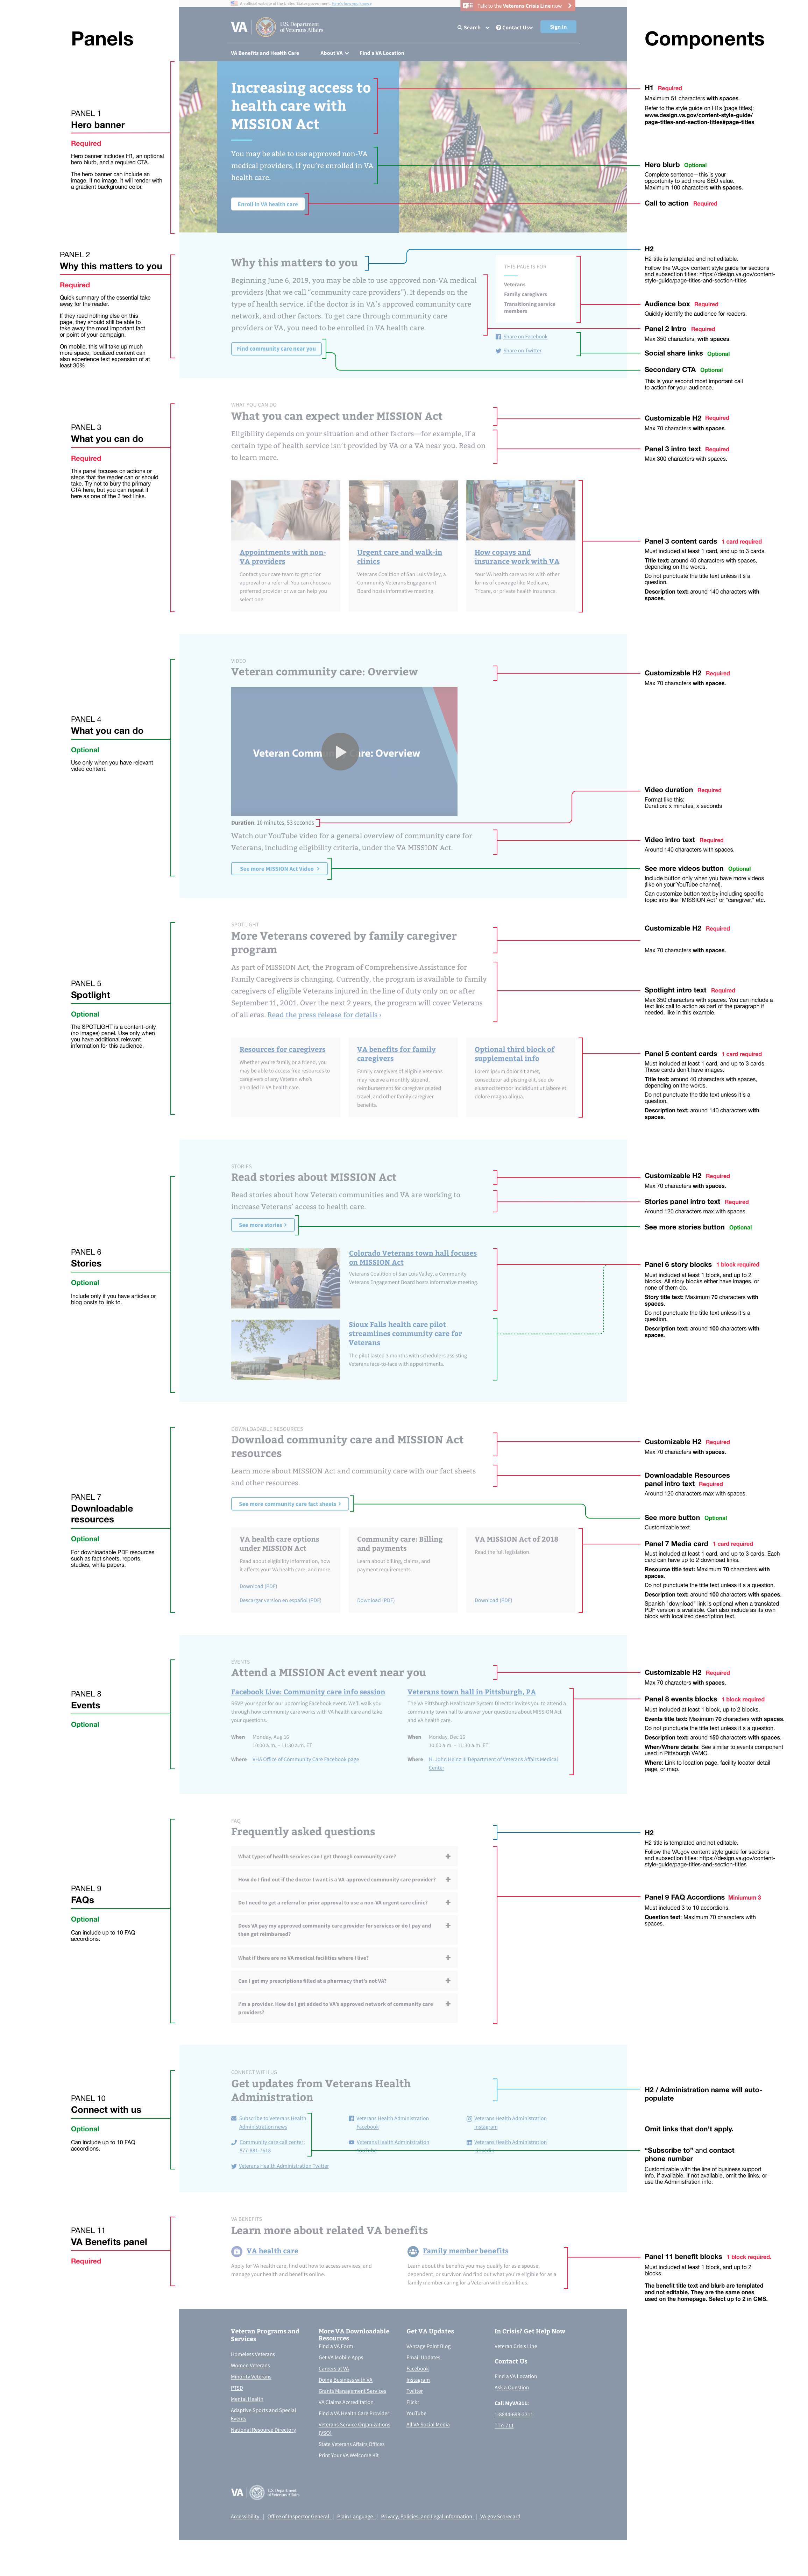 An official website of the United States government.
Talk to the Veterans Crisis Line now
Panels
Components
VA
U.S. Department
of Veterans Affairs
Search
Contact Us
Sign in
VA Benefits and Health Care
About VA
Find a VA Location
PANEL 1
Hero banner
Required
Hero banner includes H1, an optional
hero blurb, and a required CTA.
The hero banner can include an
image. If no image, it will render with
a gradient background color.
Increasing access to
health care with
MISSION Act
You may be able to use approved non-VA
medical providers, if you're enrolled in VA
health care.
Enroll in VA health care
H1 Required
Maximum 51 characters with spaces.
Refer to the style guide on H1s (page titles):
www.design.va.gov/content-style-guide/
page-titles-and-section-titles#page-titles
Hero blurb Optional
Complete sentence—this is your
opportunity to add more SEO value.
Maximum 100 characters with spaces.
Call to action Required
PANEL 2
Why this matters to you
Required
Quick summary of the essential take
away for the reader.
If they read nothing else on this
page, they should still be able to
take away the most important fact
or point of your campaign.
On mobile, this will take up much
more space; localized content can
also experience text expansion of at
least 30%
Why this matters to you
Beginning June 6, 2019, you may be able to use approved non-VA medical
providers (that we call "community care providers"). It depends on the
type of health service, if the doctor is in VA's approved community care
network, and other factors. To get care through community care
providers or VA, you need to be enrolled in VA health care.
Find community care near you
THIS PAGE IS FOR
Veterans
Family caregivers
Transitioning service
members
Share on Facebook
Share on Twitter
H2
H2 title is templated and not editable.
Follow the VA.gov content style guide for sections
and subsection titles: https://design.va.gov/content-
style-guide/page-titles-and-section-titles
Audience box Required
Quickly identify the audience for readers.
Panel 2 Intro Required
Max 350 characters, with spaces.
Social share links Optional
Secondary CTA Optional
This is your second most important call
to action for your audience.
PANEL 3
What you can do
Required
This panel focuses on actions or
steps that the reader can or should
take. Try not to bury the primary
CTA here, but you can repeat it
here as one of the 3 text links.
WHAT YOU CAN DO
What you can expect under MISSION Act
Eligibility depends on your situation and other factors—for example, if a
certain type of health service isn't provided by VA or a VA near you. Read on
to learn more.
Appointments with non-
VA providers
Contact your care team to get prior
approval or a referral. You can choose a
preferred provider or we can help you
select one.
Urgent care and walk-in
clinics
Veterans Coalition of San Luis Valley, a
Community Veterans Engagement
Board hosts informative meeting.
How copays and
insurance work with VA
Your VA health care works with other
forms of coverage like Medicare,
Tricare, or private health insurance.
Customizable H2 Required
Max 70 characters with spaces.
Panel 3 intro text Required
Max 300 characters with spaces.
Panel 3 content cards 1 card required
Must included at least 1 card, and up to 3 cards.
Title text: around 40 characters with spaces,
depending on the words.
Do not punctuate the title text unless it's a
question.
Description text: around 140 characters with
spaces.
PANEL 4
What you can do
Optional
Use only when you have relevant
video content.
VIDEO
Veteran community care: Overview
Duration: 10 minutes, 53 seconds
Watch our YouTube video for a general overview of community care for
Veterans, including eligibility criteria, under the VA MISSION Act.
See more MISSION Act Video
Customizable H2 Required
Max 70 characters with spaces.
Video duration Required
Format like this:
Duration: x minutes, x seconds
Video intro text Required
Around 140 characters with spaces.
See more videos button Optional
Include button only when you have more videos
(like on your YouTube channel).
Can customize button text by including specific
topic info like "MISSION Act" or "caregiver," etc.
PANEL 5
Spotlight
Optional
The SPOTLIGHT is a content-only
(no images) panel. Use only when
you have additional relevant
information for this audience.
SPOTLIGHT
More Veterans covered by family caregiver
program
As part of MISSION Act, the Program of Comprehensive Assistance for
Family Caregivers is changing. Currently, the program is available to family
caregivers of eligible Veterans injured in the line of duty only on or after
September 11, 2001. Over the next 2 years, the program will cover Veterans
of all eras. Read the press release for details ›
Resources for caregivers
Whether you're family or a friend, you
may be able to access free resources to
caregivers of any Veteran who's
enrolled in VA health care.
VA benefits for family
caregivers
Family caregivers of eligible Veterans
may receive a monthly stipend,
reimbursement for caregiver related
travel, and other family caregiver
benefits.
Optional third block of
supplemental info
Lorem ipsum dolor sit amet,
consectetur adipiscing elit, sed do
eiusmod tempor incididunt ut labore et
dolore magna aliqua.
Customizable H2 Required
Max 70 characters with spaces.
Spotlight intro text Required
Max 350 characters with spaces. You can include a
text link call to action as part of the paragraph if
needed, like in this example.
Panel 5 content cards 1 card required
Must included at least 1 card, and up to 3 cards.
These cards don't have images.
Title text: around 40 characters with spaces,
depending on the words.
Do not punctuate the title text unless it's a
question.
Description text: around 140 characters with
spaces.
PANEL 6
Stories
Optional
Include only if you have articles or
blog posts to link to.
STORIES
Read stories about MISSION Act
Read stories about how Veteran communities and VA are working to
increase Veterans' access to health care.
See more stories ›
Colorado Veterans town hall focuses
on MISSION Act
Veterans Coalition of San Luis Valley, a Community
Veterans Engagement Board hosts informative meeting.
Sioux Falls health care pilot
streamlines community care for
Veterans
The pilot lasted 3 months with schedulers assisting
Veterans face-to-face with appointments.
Customizable H2 Required
Max 70 characters with spaces.
Stories panel intro text Required
Around 120 characters max with spaces.
See more stories button Optional
Panel 6 story blocks 1 block required
Must included at least 1 block, and up to 2
blocks. All story blocks either have images, or
none of them do.
Story title text: Maximum 70 characters with
spaces.
Do not punctuate the title text unless it's a
question.
Description text: around 100 characters with
spaces.
PANEL 7
Downloadable
resources
Optional
For downloadable PDF resources
such as fact sheets, reports,
studies, white papers.
DOWNLOADABLE RESOURCES
Download community care and MISSION Act
resources
Learn more about MISSION Act and community care with our fact sheets
and other resources.
See more community care fact sheets ›
VA health care options
under MISSION Act
Read about eligibility information, how
it affects your VA health care, and more.
Download (PDF)
Descargar version en español (PDF)
Community care: Billing
and payments
Learn about billing, claims, and
payment requirements.
Download (PDF)
VA MISSION Act of 2018
Read the full legislation.
Download (PDF)
Customizable H2 Required
Max 70 characters with spaces.
Downloadable Resources
panel intro text Required
Around 120 characters max with spaces.
See more button Optional
Customizable text.
Panel 7 Media card 1 card required
Must included at least 1 card, and up to 3 cards. Each
card can have up to 2 download links.
Resource title text: Maximum 70 characters with
spaces.
Do not punctuate the title text unless it's a question.
Description text: around 100 characters with spaces.
Spanish "download" link is optional when a translated
PDF version is available. Can also include as its own
block with localized description text.
PANEL 8
Events
Optional
EVENTS
Attend a MISSION Act event near you
Facebook Live: Community care info session
RSVP your spot for our upcoming Facebook event. We'll walk you
through how community care works with VA health care and take
your questions.
When Monday, Aug 16
10:00 a.m. – 11:30 a.m. ET
Where VHA Office of Community Care Facebook page
Veterans town hall in Pittsburgh, PA
The VA Pittsburgh Healthcare System Director invites you to attend a
community town hall to answer your questions about MISSION Act
and VA health care.
When Monday, Dec 16
10:00 a.m. – 11:30 a.m. ET
Where H. John Heinz III Department of Veterans Affairs Medical
Center
Customizable H2 Required
Max 70 characters with spaces.
Panel 8 events blocks 1 block required
Must included at least 1 block, up to 2 blocks.
Events title text: Maximum 70 characters with spaces.
Do not punctuate the title text unless it's a question.
Description text: around 150 characters with spaces.
When/Where details: See similar to events component
used in Pittsburgh VAMC.
Where: Link to location page, facility locator detail
page, or map.
PANEL 9
FAQs
Optional
Can include up to 10 FAQ
accordions.
FAQ
Frequently asked questions
What types of health services can I get through community care?
How do I find out if the doctor I want is a VA-approved community care provider?
Do I need to get a referral or prior approval to use a non-VA urgent care clinic?
Does VA pay my approved community care provider for services or do I pay and
then get reimbursed?
What if there are no VA medical facilities where I live?
Can I get my prescriptions filled at a pharmacy that's not VA?
I'm a provider. How do I get added to VA's approved network of community care
providers?
H2
H2 title is templated and not editable.
Follow the VA.gov content style guide for sections
and subsection titles: https://design.va.gov/content-
style-guide/page-titles-and-section-titles
Panel 9 FAQ Accordions Miniumum 3
Must included 3 to 10 accordions.
Question text: Maximum 70 characters with
spaces.
PANEL 10
Connect with us
Optional
Can include up to 10 FAQ
accordions.
CONNECT WITH US
Get updates from Veterans Health
Administration
Subscribe to Veterans Health
Administration news
Community care call center:
877-881-7618
Veterans Health Administration Twitter
Veterans Health Administration
Facebook
Veterans Health Administration
YouTube
Veterans Health Administration
Instagram
Veterans Health Administration
LinkedIn
H2 / Administration name will auto-
populate
Omit links that don't apply.
"Subscribe to" and contact
phone number
Customizable with the line of business support
info, if available. If not available, omit the links, or
use the Administration info.
PANEL 11
VA Benefits panel
Required
VA BENEFITS
Learn more about related VA benefits
VA health care
Apply for VA health care, find out how to access services, and
manage your health and benefits online.
Family member benefits
Learn about the benefits you may qualify for as a spouse,
dependent, or survivor. And find out what you're eligible for as a
family member caring for a Veteran with disabilities.
Panel 11 benefit blocks 1 block required.
Must included at least 1 block, and up to 2
blocks.
The benefit title text and blurb are templated
and not editable. They are the same ones
used on the homepage. Select up to 2 in CMS.
Veteran Programs and
Services
Homeless Veterans
Women Veterans
Minority Veterans
PTSD
Mental Health
Adaptive Sports and Special
Events
National Resource Directory
More VA Downloadable
Resources
Find a VA Form
Get VA Mobile Apps
Careers at VA
Doing Business with VA
Grants Management Services
VA Claims Accreditation
Find a VA Health Care Provider
Veterans Service Organizations
(VSO)
State Veterans Affairs Offices
Print Your VA Welcome Kit
Get VA Updates
VAntage Point Blog
Email Updates
Facebook
Instagram
Twitter
Flickr
YouTube
All VA Social Media
In Crisis? Get Help Now
Veteran Crisis Line
Contact Us
Find a VA Location
Ask a Question
Call MyVA311:
1-8844-698-2311
TTY: 711
VA
U.S. Department
of Veterans Affairs
Accessibility | Office of Inspector General | Plain Language | Privacy, Policies, and Legal Information | VA.gov Scorecard